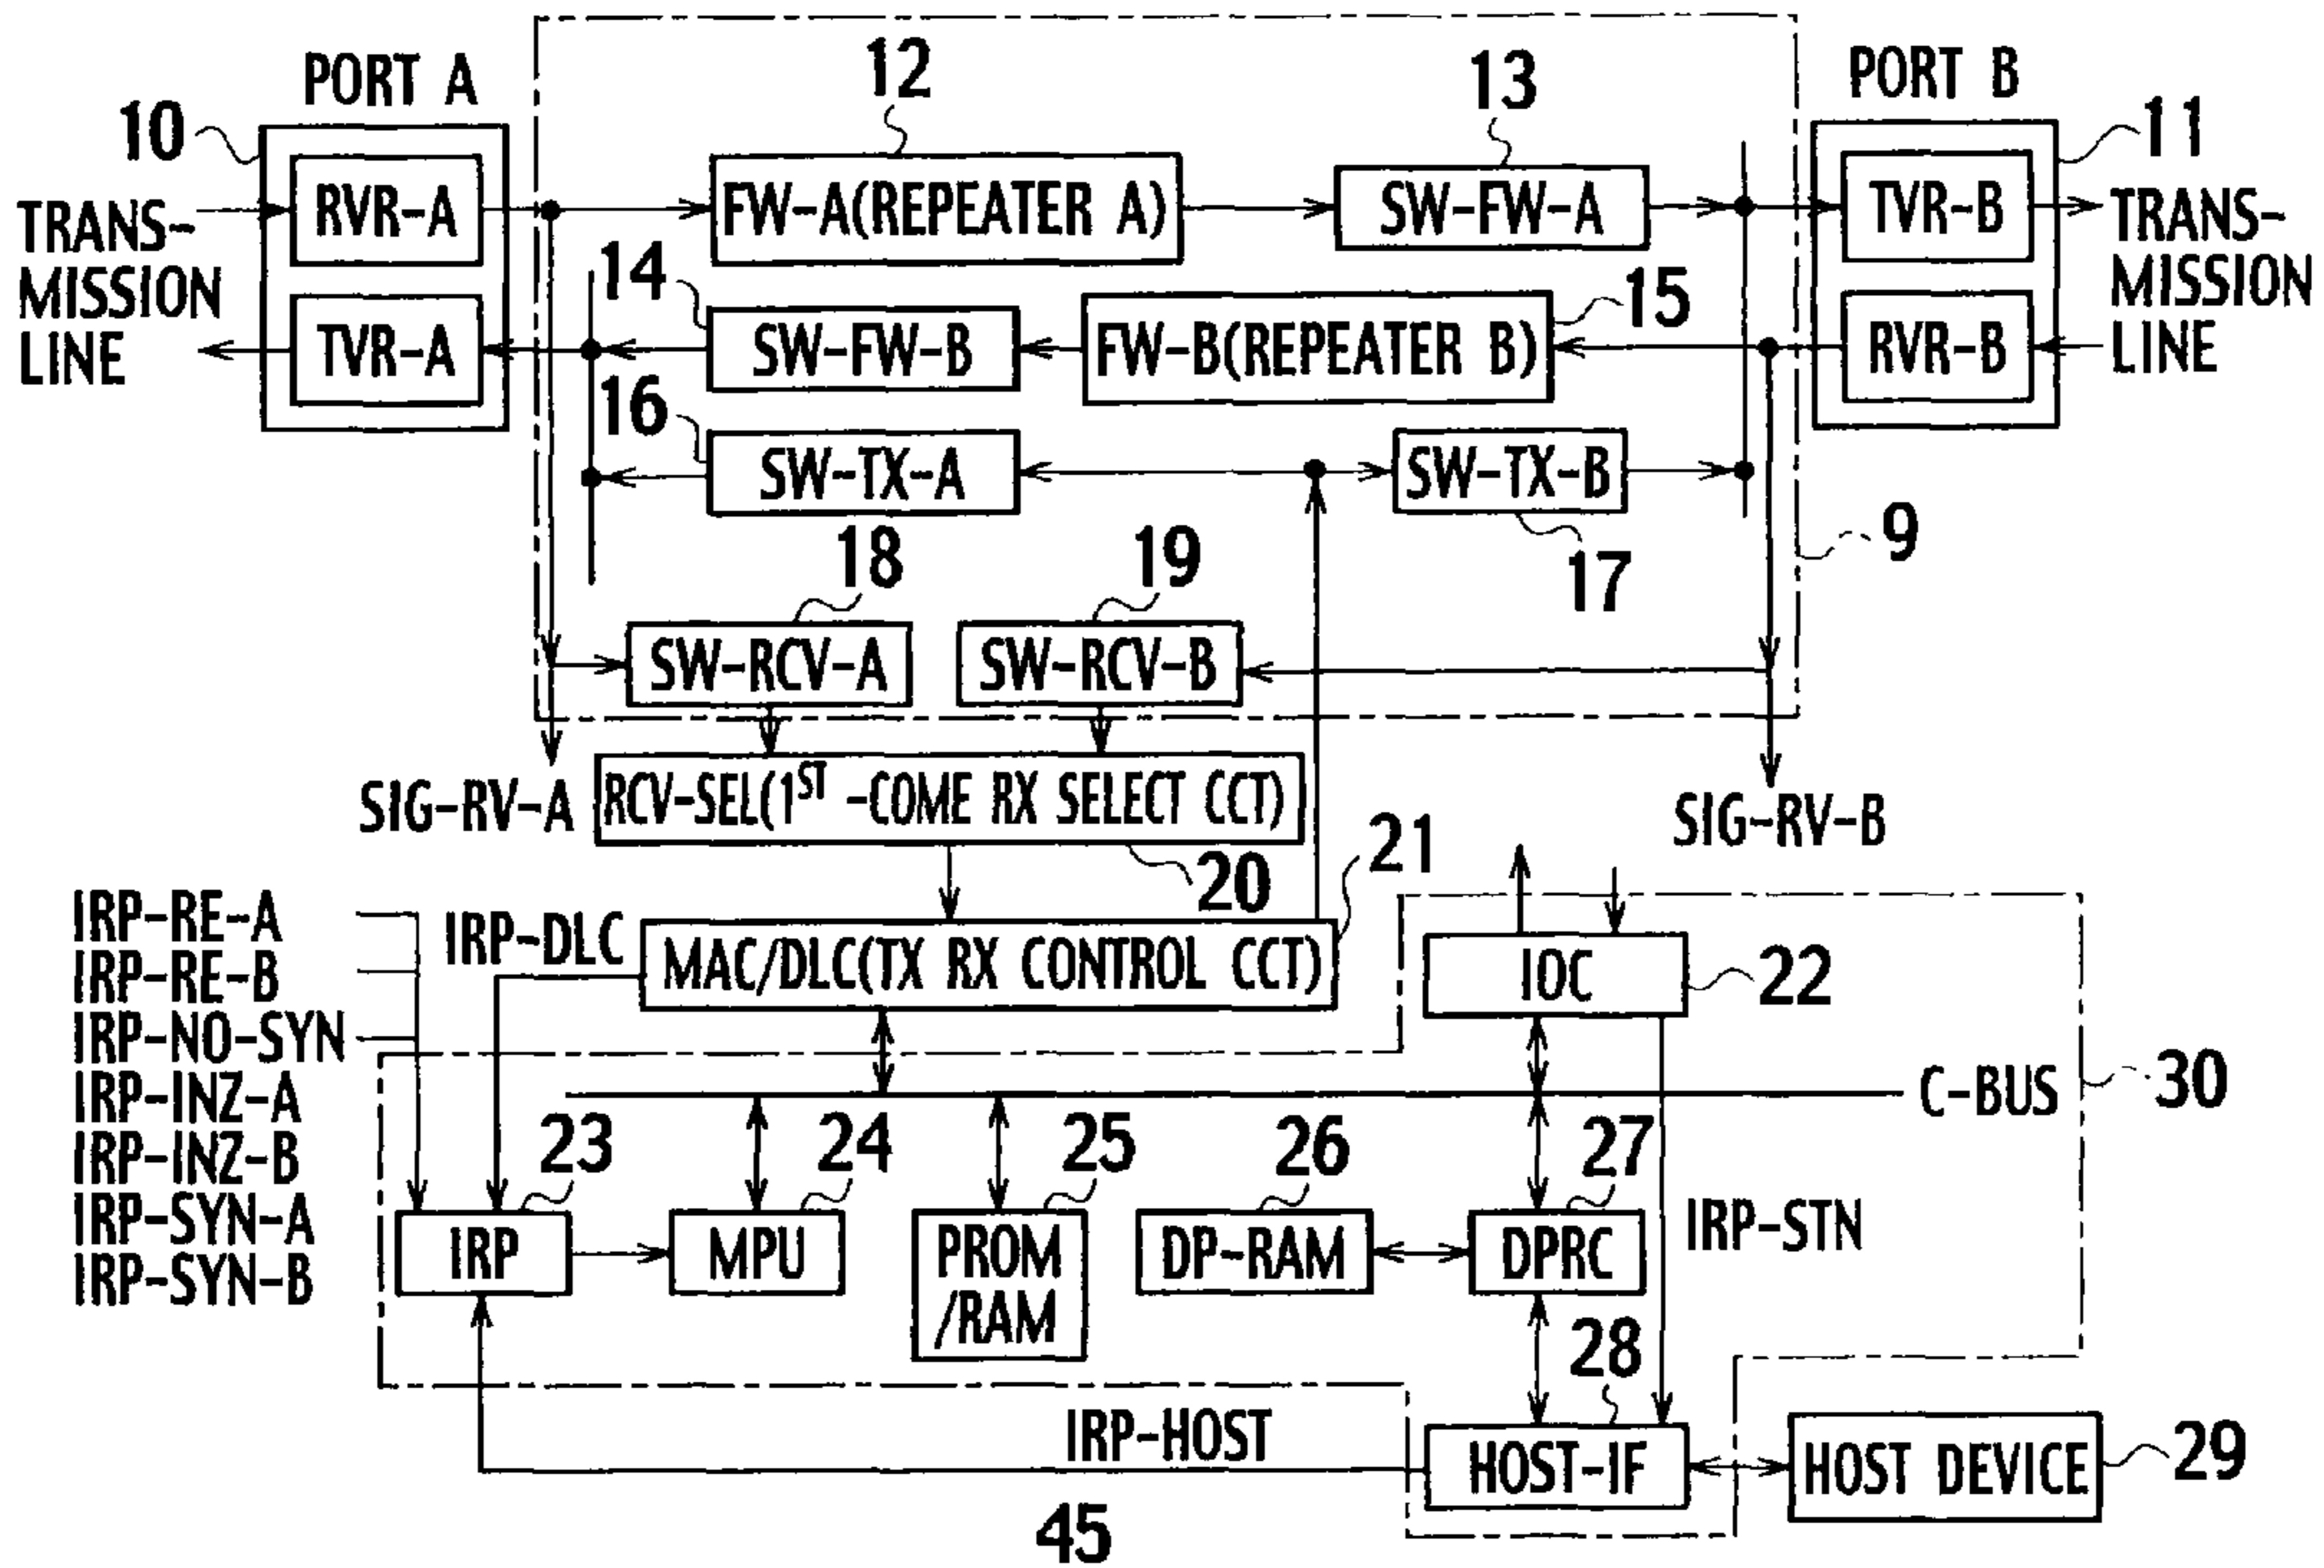 PORT A
12
13
PORT B
10
11
RVR-A
FW-A(REPEATER A)
SW-FW-A
TVR-B
TRANS-
MISSION
LINE
TRANS-
MISSION
LINE
14
15
TVR-A
SW-FW-B
FW-B(REPEATER B)
RVR-B
16
SW-TX-A
SW-TX-B
18
19
17
9
SW-RCV-A
SW-RCV-B
SIG-RV-A
RCV-SEL(1ST -COME RX SELECT CCT)
SIG-RV-B
20
21
IRP-RE-A
IRP-RE-B
IRP-NO-SYN
IRP-INZ-A
IRP-INZ-B
IRP-SYN-A
IRP-SYN-B
IRP-DLC
MAC/DLC(TX RX CONTROL CCT)
IOC
22
C-BUS
30
23
24
25
26
27
IRP
MPU
PROM
/RAM
DP-RAM
DPRC
IRP-STN
28
IRP-HOST
HOST-IF
HOST DEVICE
29
45